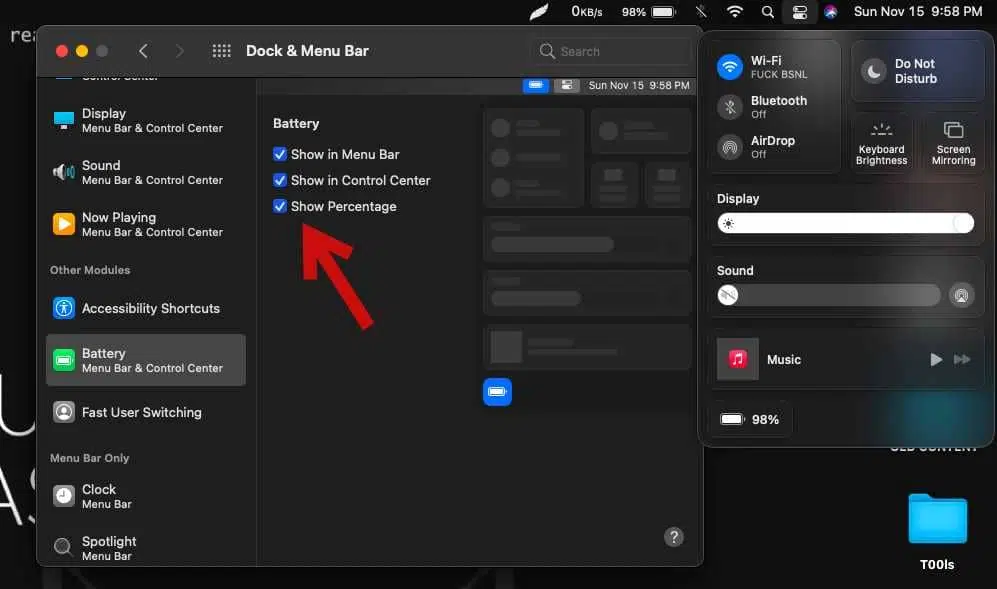 0KB/s 98% Sun Nov 15 9:58 PM
rea
Dock & Menu Bar
Search
Control Center
Display
Menu Bar & Control Center
Sound
Menu Bar & Control Center
Now Playing
Menu Bar & Control Center
Other Modules
Accessibility Shortcuts
Battery
Menu Bar & Control Center
Fast User Switching
Menu Bar Only
Clock
Menu Bar
Spotlight
Menu Bar
Sun Nov 15 9:58 PM
Battery
Show in Menu Bar
Show in Control Center
Show Percentage
?
Wi-Fi
FUCK BSNL
Bluetooth
Off
AirDrop
Off
Do Not
Disturb
Keyboard
Brightness
Screen
Mirroring
Display
Sound
Music
98%
OLD CONTENT
T00ls